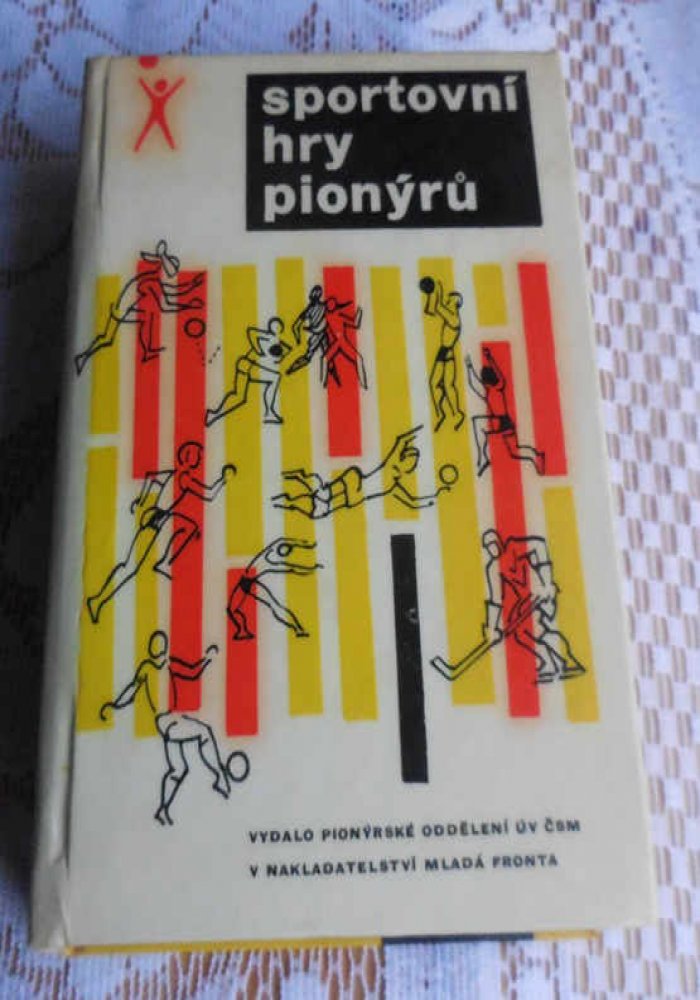 sportovní
hry
pionýrů
VYDALO PIONÝRSKÉ ODDĚLENÍ ÚV ČSM
V NAKLADATELSTVÍ MLADÁ FRONTA